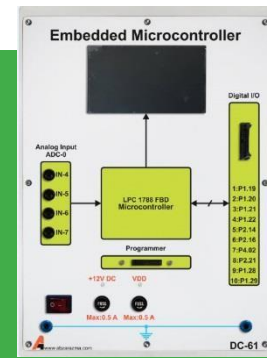 Embedded Microcontroller
Digital I/O
Analog Input
ADC-0
IN-4
IN-5
IN-6
IN-7
LPC 1788 FBD
Microcontroller
1:P1.19
2:P1.20
3:P1.21
4:P1.22
5:P2.14
6:P2.16
7:P4.02
8:P2.21
9:P1.28
10:P1.29
Programmer
+12V DC
VDD
FUSE
FUSE
Max:0.5 A
Max:0.5 A
DC-61